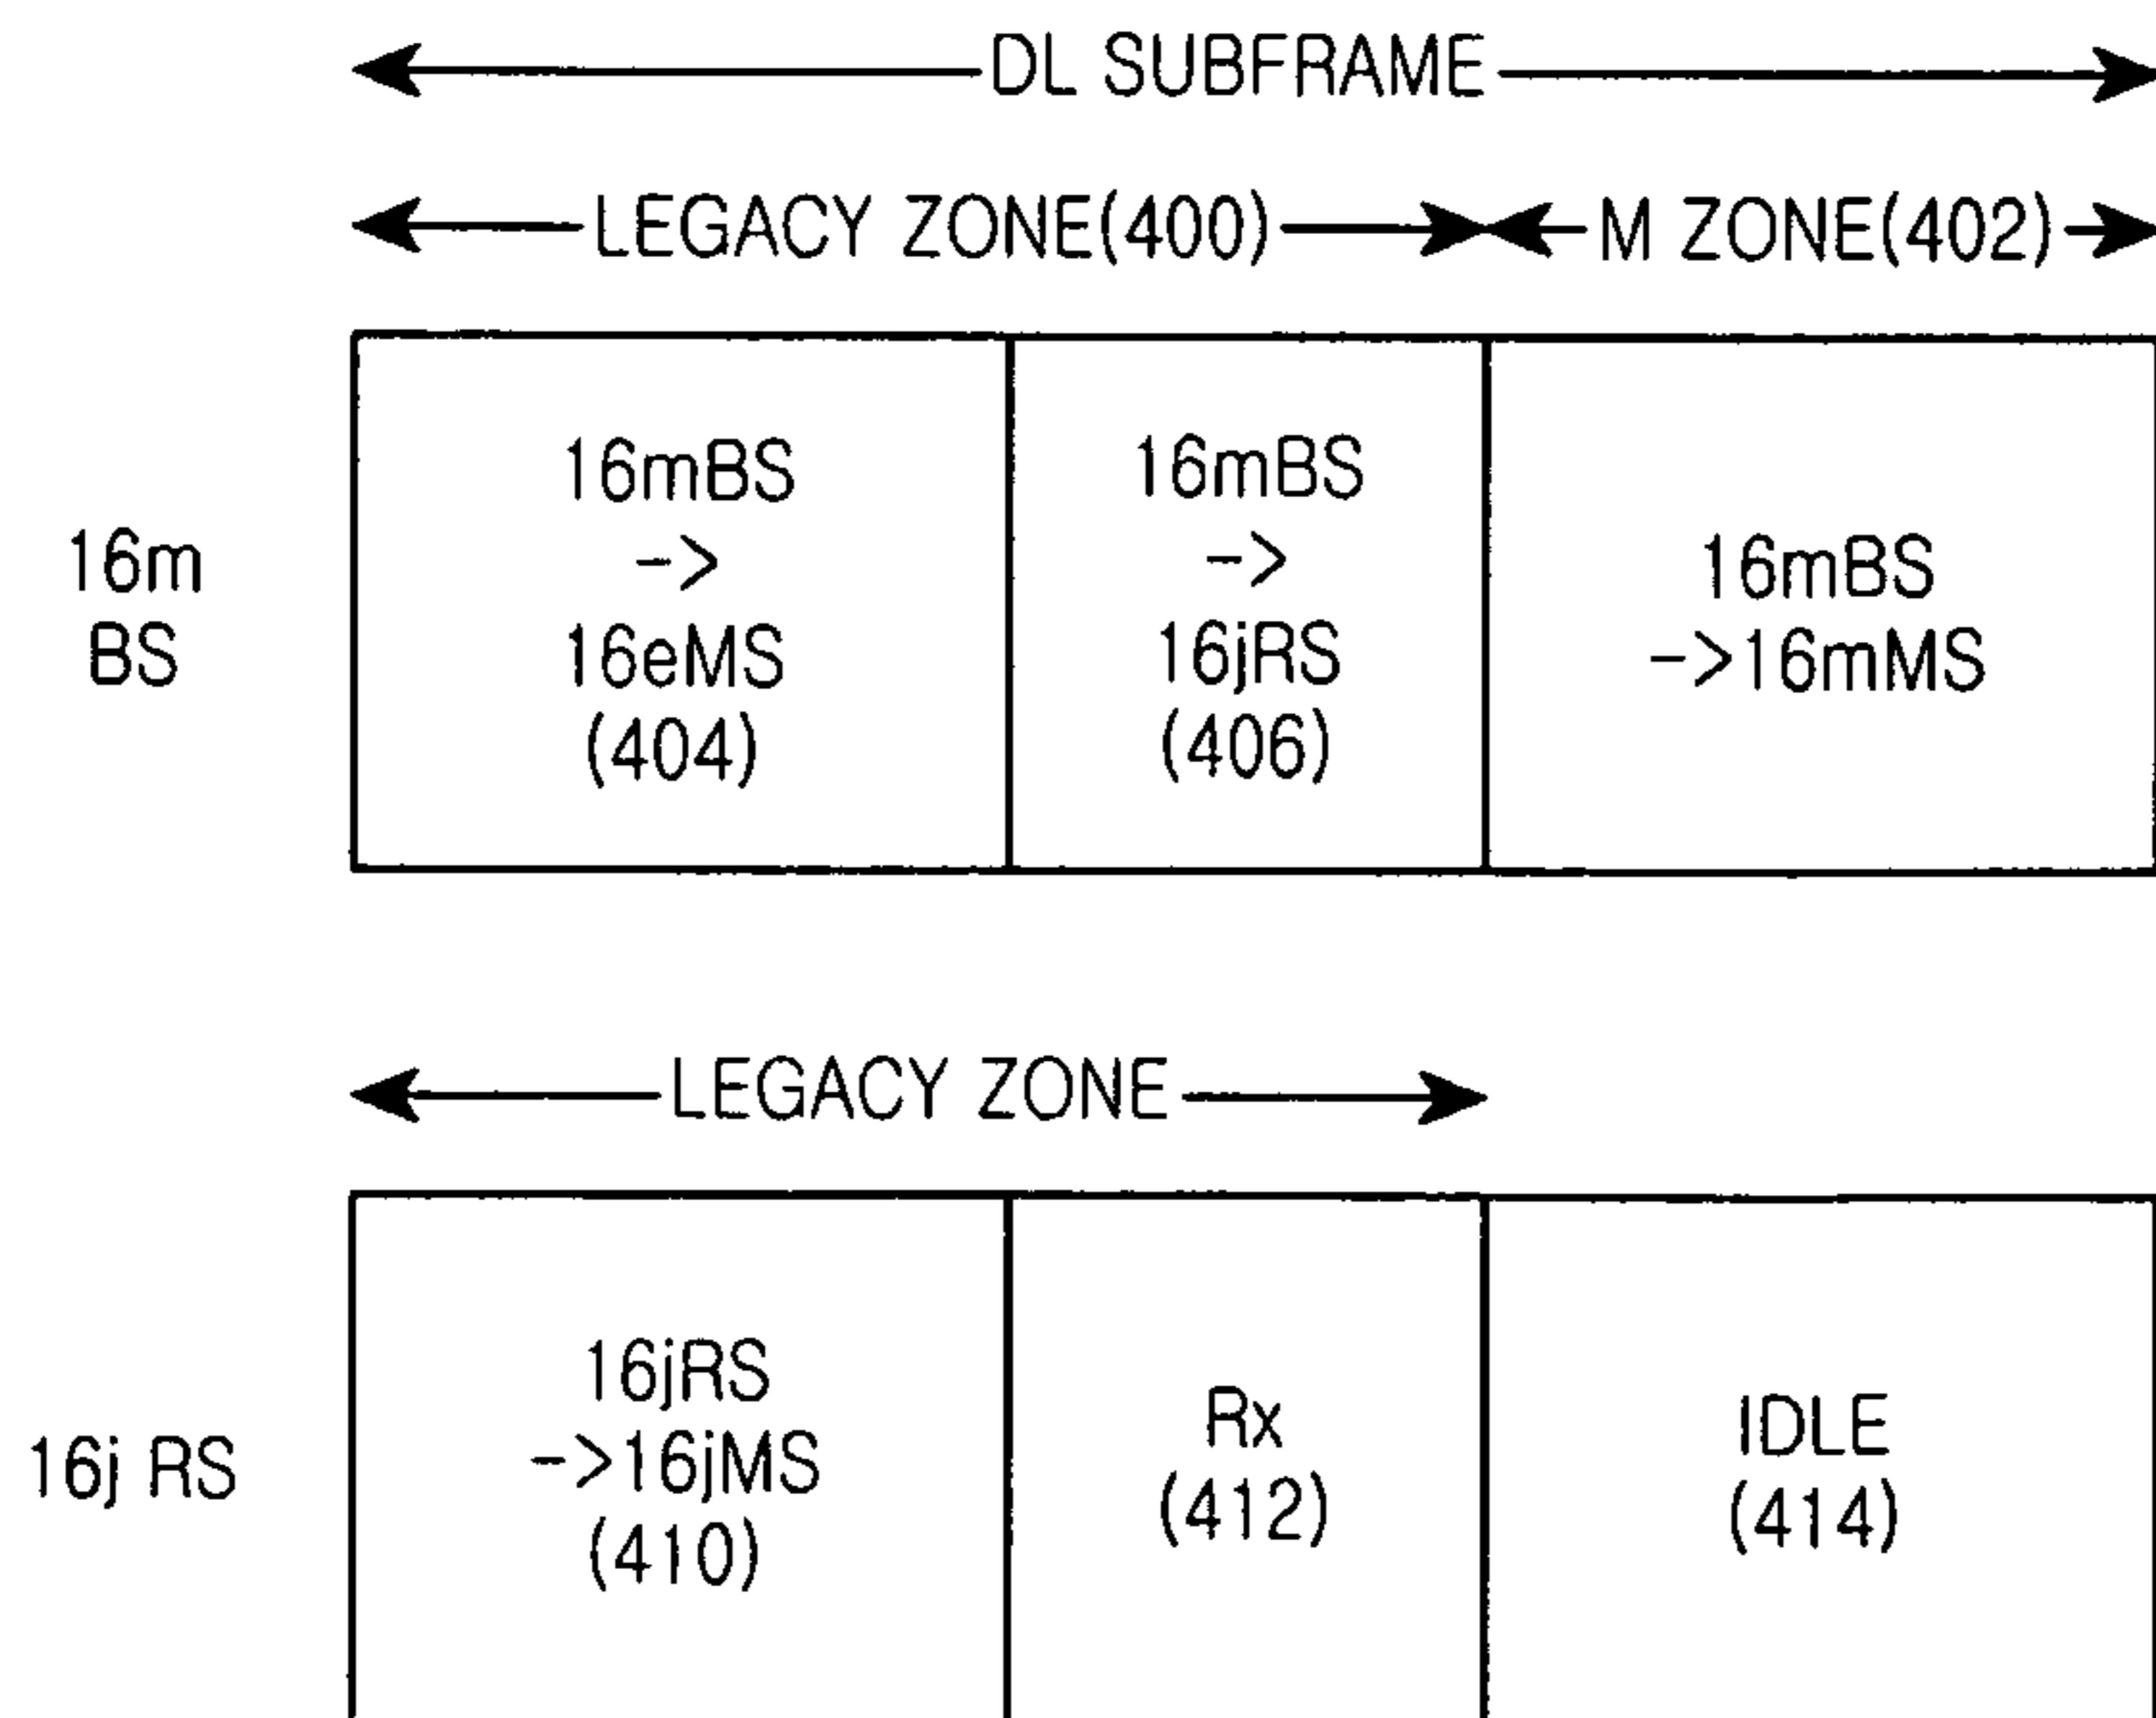 DL SUBFRAME
LEGACY ZONE(400)
M ZONE(402)
16m
BS
16mBS
->
16eMS
(404)
16mBS
->
16jRS
(406)
16mBS
->16mMS
LEGACY ZONE
16j RS
16jRS
->16jMS
(410)
Rx
(412)
IDLE
(414)